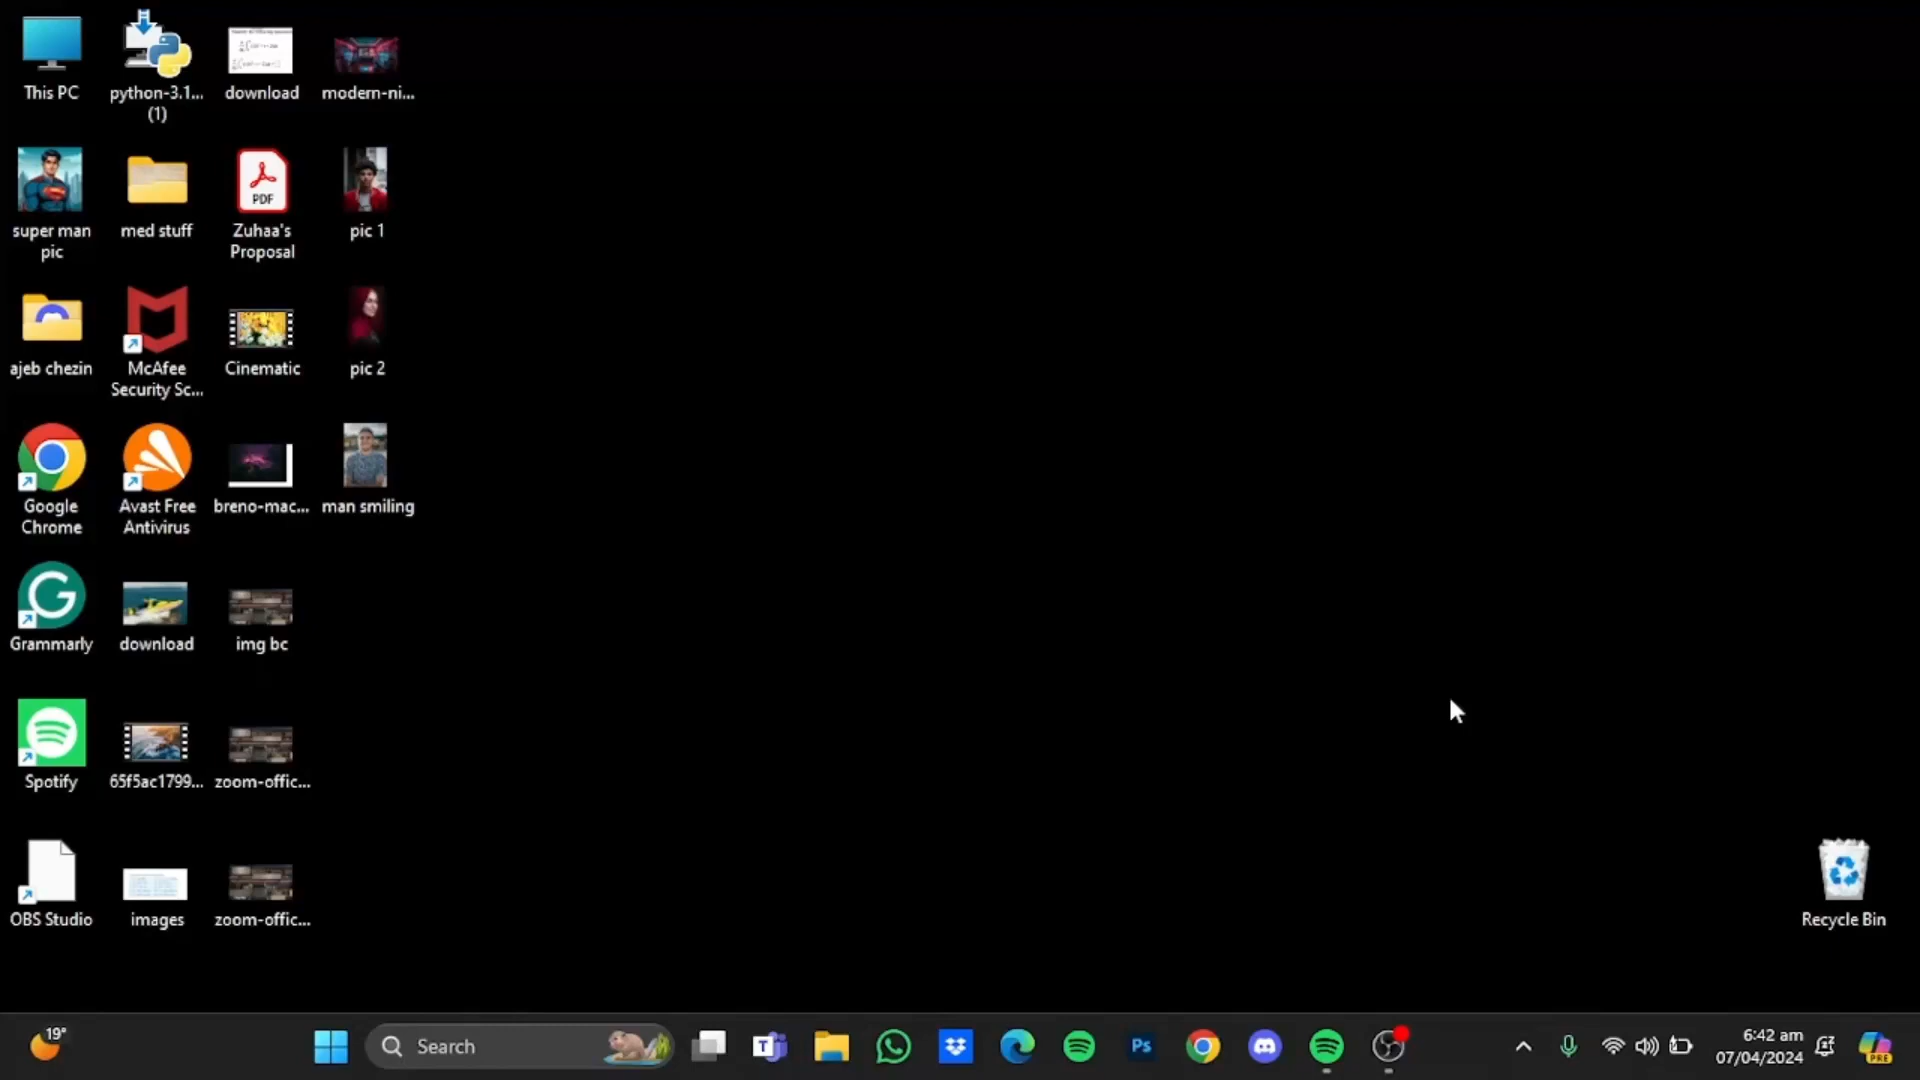 This PC
python-3.1...
(1)
download
modern-ni...
super man
pic
med stuff
PDF
Zuhaa's
Proposal
pic 1
ajeb chezin
McAfee
Security Sc...
Cinematic
pic 2
Google
Chrome
Avast Free
Antivirus
breno-mac...
man smiling
Grammarly
download
img bc
Spotify
65f5ac1799...
zoom-offic...
OBS Studio
images
zoom-offic...
Recycle Bin
19°
Search
T
Ps
6:42 am
07/04/2024
PRE